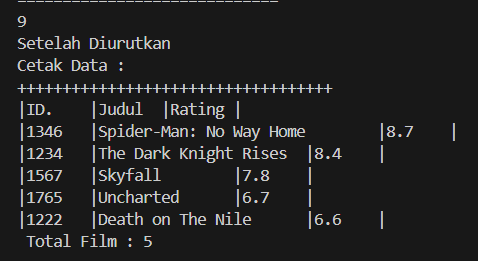 ==============================
9
Setelah Diurutkan
Cetak Data :
+++++++++++++++++++++++++++++++++++
|ID.	|Judul	|Rating	|
|1346	|Spider-Man: No Way Home	|8.7	|
|1234	|The Dark Knight Rises	|8.4	|
|1567	|Skyfall	|7.8	|
|1765	|Uncharted	|6.7	|
|1222	|Death on The Nile	|6.6	|
Total Film : 5